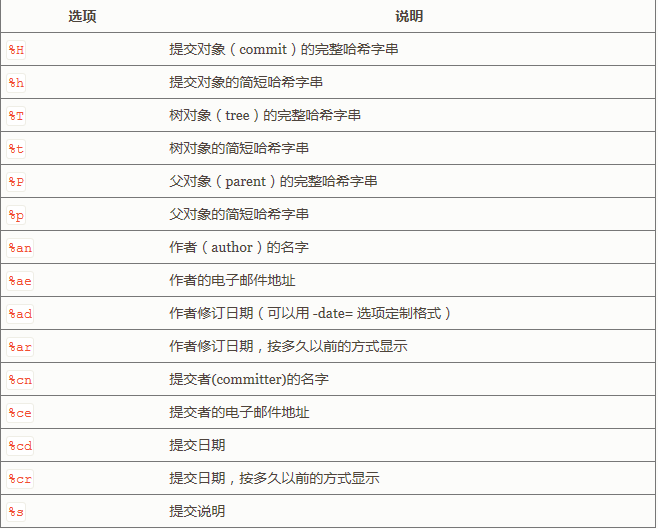 选项 说明
%H 提交对象（commit）的完整哈希字串
%h 提交对象的简短哈希字串
%T 树对象（tree）的完整哈希字串
%t 树对象的简短哈希字串
%P 父对象（parent）的完整哈希字串
%p 父对象的简短哈希字串
%an 作者（author）的名字
%ae 作者的电子邮件地址
%ad 作者修订日期（可以用 -date= 选项定制格式）
%ar 作者修订日期，按多久以前的方式显示
%cn 提交者(committer)的名字
%ce 提交者的电子邮件地址
%cd 提交日期
%cr 提交日期，按多久以前的方式显示
%s 提交说明